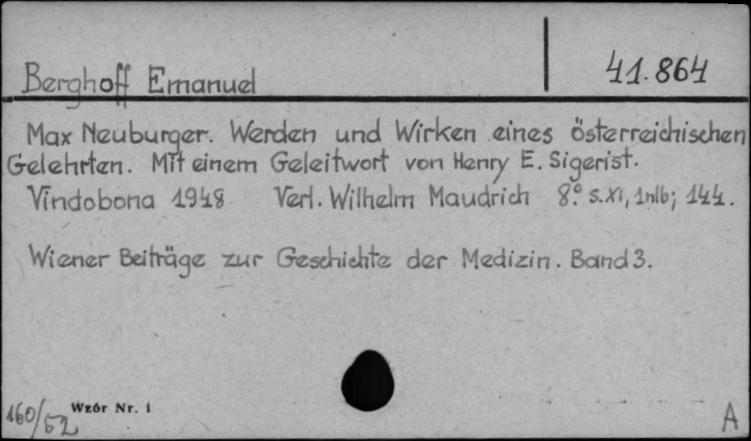 Berghoff Emanuel
41.864
Max Neuburger. Werden und Wirken eines österreichischen
Gelehrten. Mit einem Geleitwort von Henry E. Sigerist.
Vindobona 1948 Verl. Wilhelm Maudrich 8.° s.XI, 1nlb; 144.
Wiener Beiträge zur Geschichte der Medizin. Band 3.
160/52
Wzór Nr. 1
A